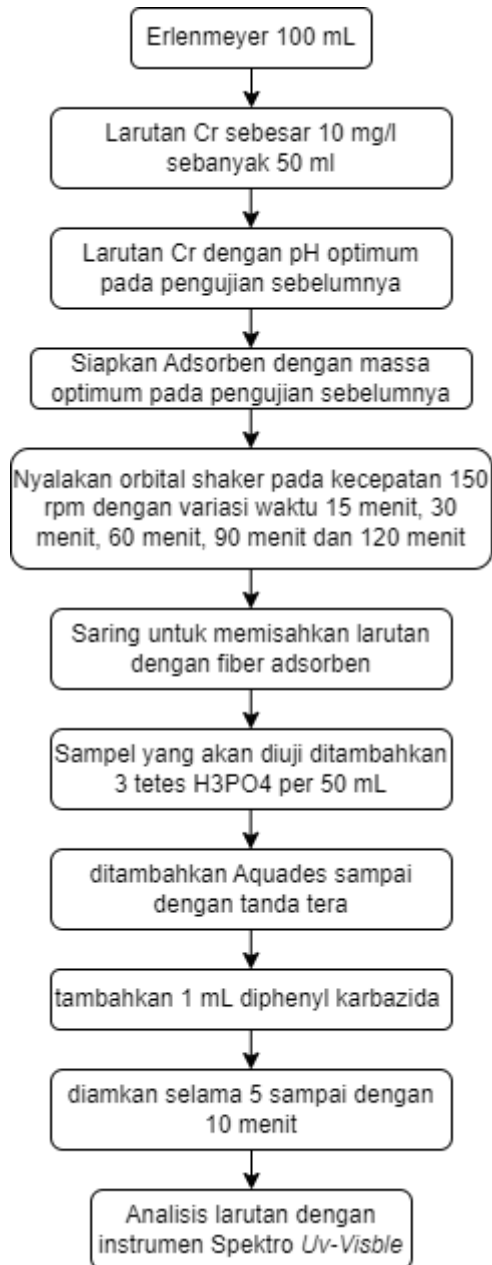 Erlenmeyer 100 mL
Larutan Cr sebesar 10 mg/l
sebanyak 50 ml
Larutan Cr dengan pH optimum
pada pengujian sebelumnya
Siapkan Adsorben dengan massa
optimum pada pengujian sebelumnya
Nyalakan orbital shaker pada kecepatan 150
rpm dengan variasi waktu 15 menit, 30
menit, 60 menit, 90 menit dan 120 menit
Saring untuk memisahkan larutan
dengan fiber adsorben
Sampel yang akan diuji ditambahkan
3 tetes H3PO4 per 50 mL
ditambahkan Aquades sampai
dengan tanda tera
tambahkan 1 mL diphenyl karbazida
diamkan selama 5 sampai dengan
10 menit
Analisis larutan dengan
instrumen Spektro Uv-Visble